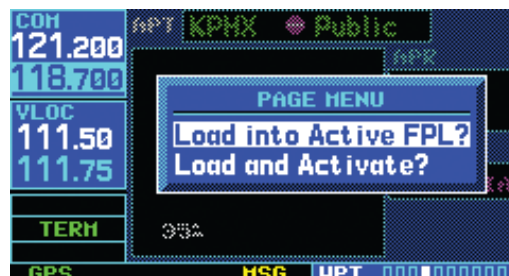 COM
121.200
118.700
VLOC
111.50
111.75
TERM
GPS
APT KPHX Public
APR
PAGE MENU
Load into Active FPL?
Load and Activate?
MSG WPT